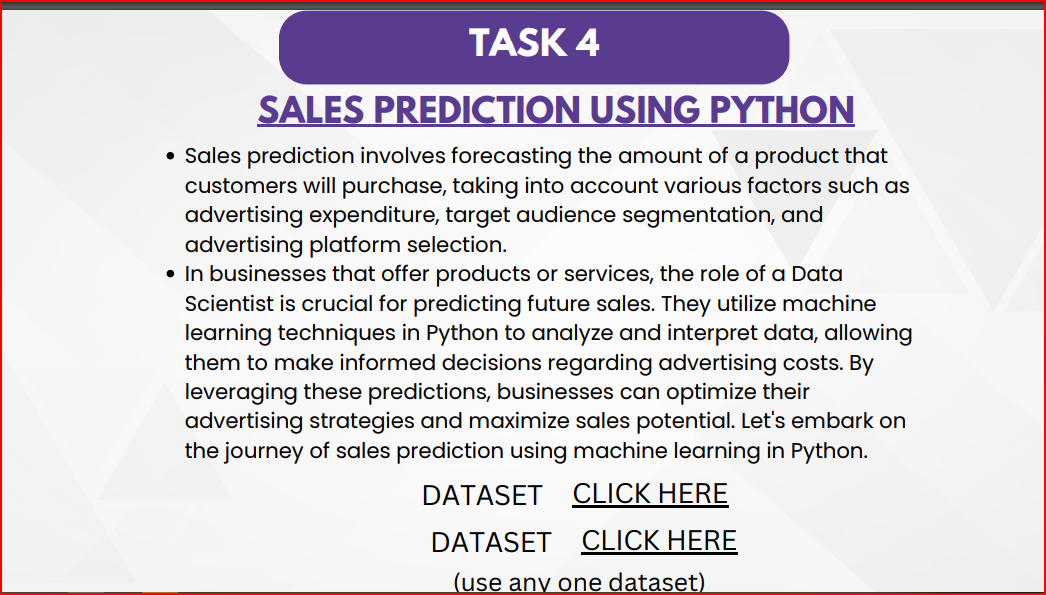 TASK 4
SALES PREDICTION USING PYTHON
• Sales prediction involves forecasting the amount of a product that
customers will purchase, taking into account various factors such as
advertising expenditure, target audience segmentation, and
advertising platform selection.
• In businesses that offer products or services, the role of a Data
Scientist is crucial for predicting future sales. They utilize machine
learning techniques in Python to analyze and interpret data, allowing
them to make informed decisions regarding advertising costs. By
leveraging these predictions, businesses can optimize their
advertising strategies and maximize sales potential. Let's embark on
the journey of sales prediction using machine learning in Python.
DATASET CLICK HERE
DATASET CLICK HERE
(use any one dataset)